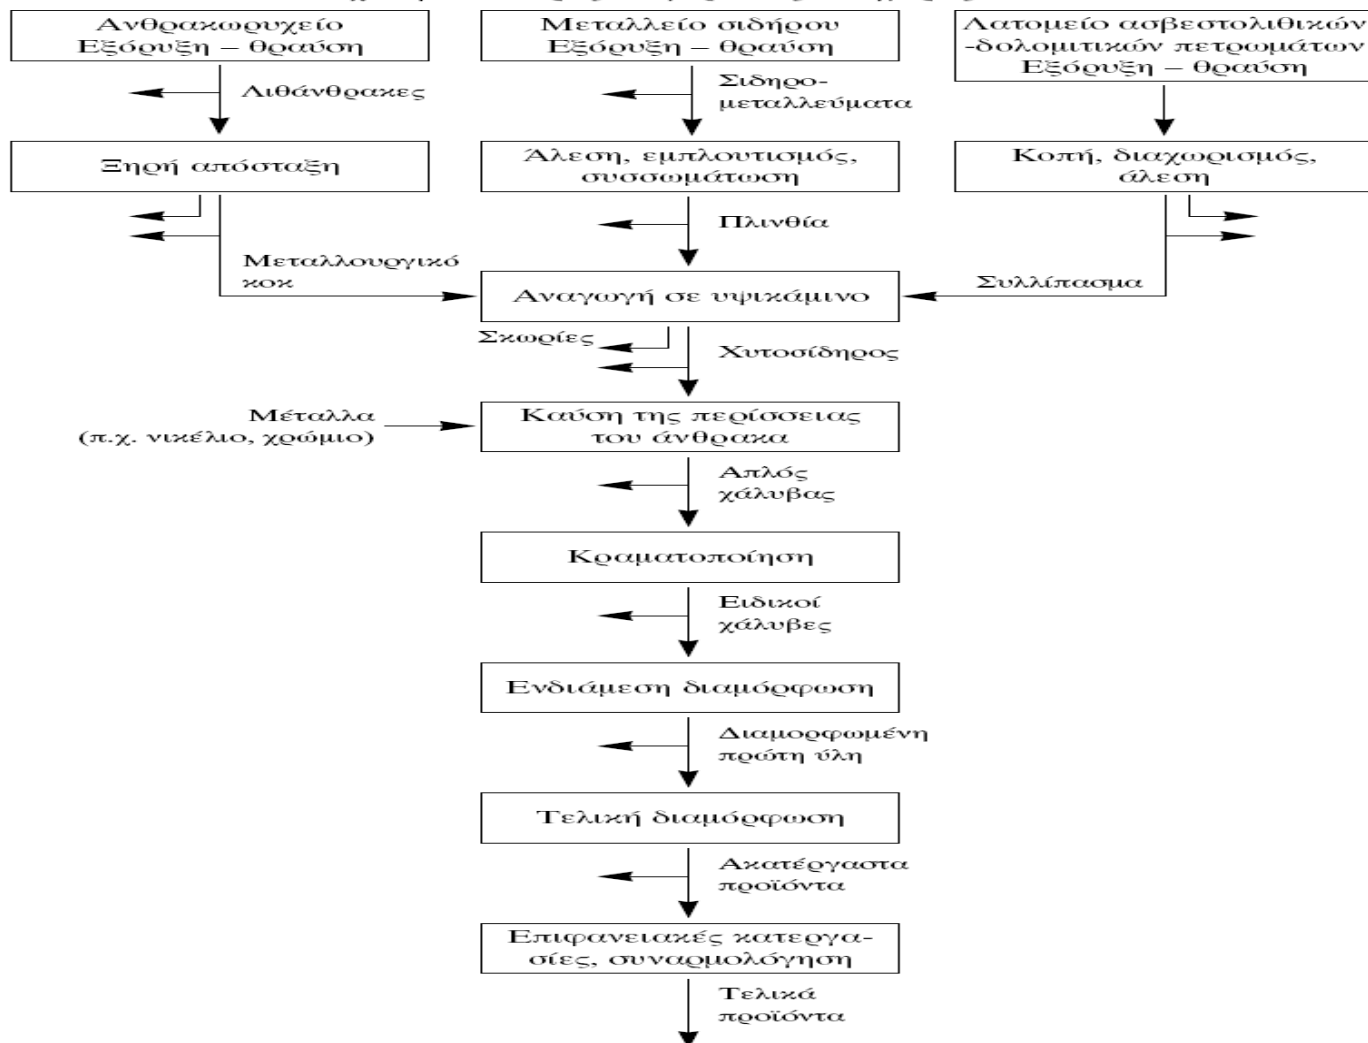 Ανθρακωρυχείο
Εξόρυξη – θραύση
Μεταλλείο σιδήρου
Εξόρυξη – θραύση
Λατομείο ασβεστολιθικών
-δολομιτικών πετρωμάτων
Εξόρυξη – θραύση
Λιθάνθρακες
Σιδηρο-
μεταλλεύματα
Ξηρή απόσταξη
Άλεση, εμπλουτισμός,
συσσωμάτωση
Κοπή, διαχωρισμός,
άλεση
Πλινθία
Μεταλλουργικό
κοκ
Αναγωγή σε υψικάμινο
Συλλίπασμα
Σκωρίες
Χυτοσίδηρος
Μέταλλα
(π.χ. νικέλιο, χρώμιο)
Καύση της περίσσειας
του άνθρακα
Απλός
χάλυβας
Κραματοποίηση
Ειδικοί
χάλυβες
Ενδιάμεση διαμόρφωση
Διαμορφωμένη
πρώτη ύλη
Τελική διαμόρφωση
Ακατέργαστα
προϊόντα
Επιφανειακές κατεργα-
σίες, συναρμολόγηση
Τελικά
προϊόντα